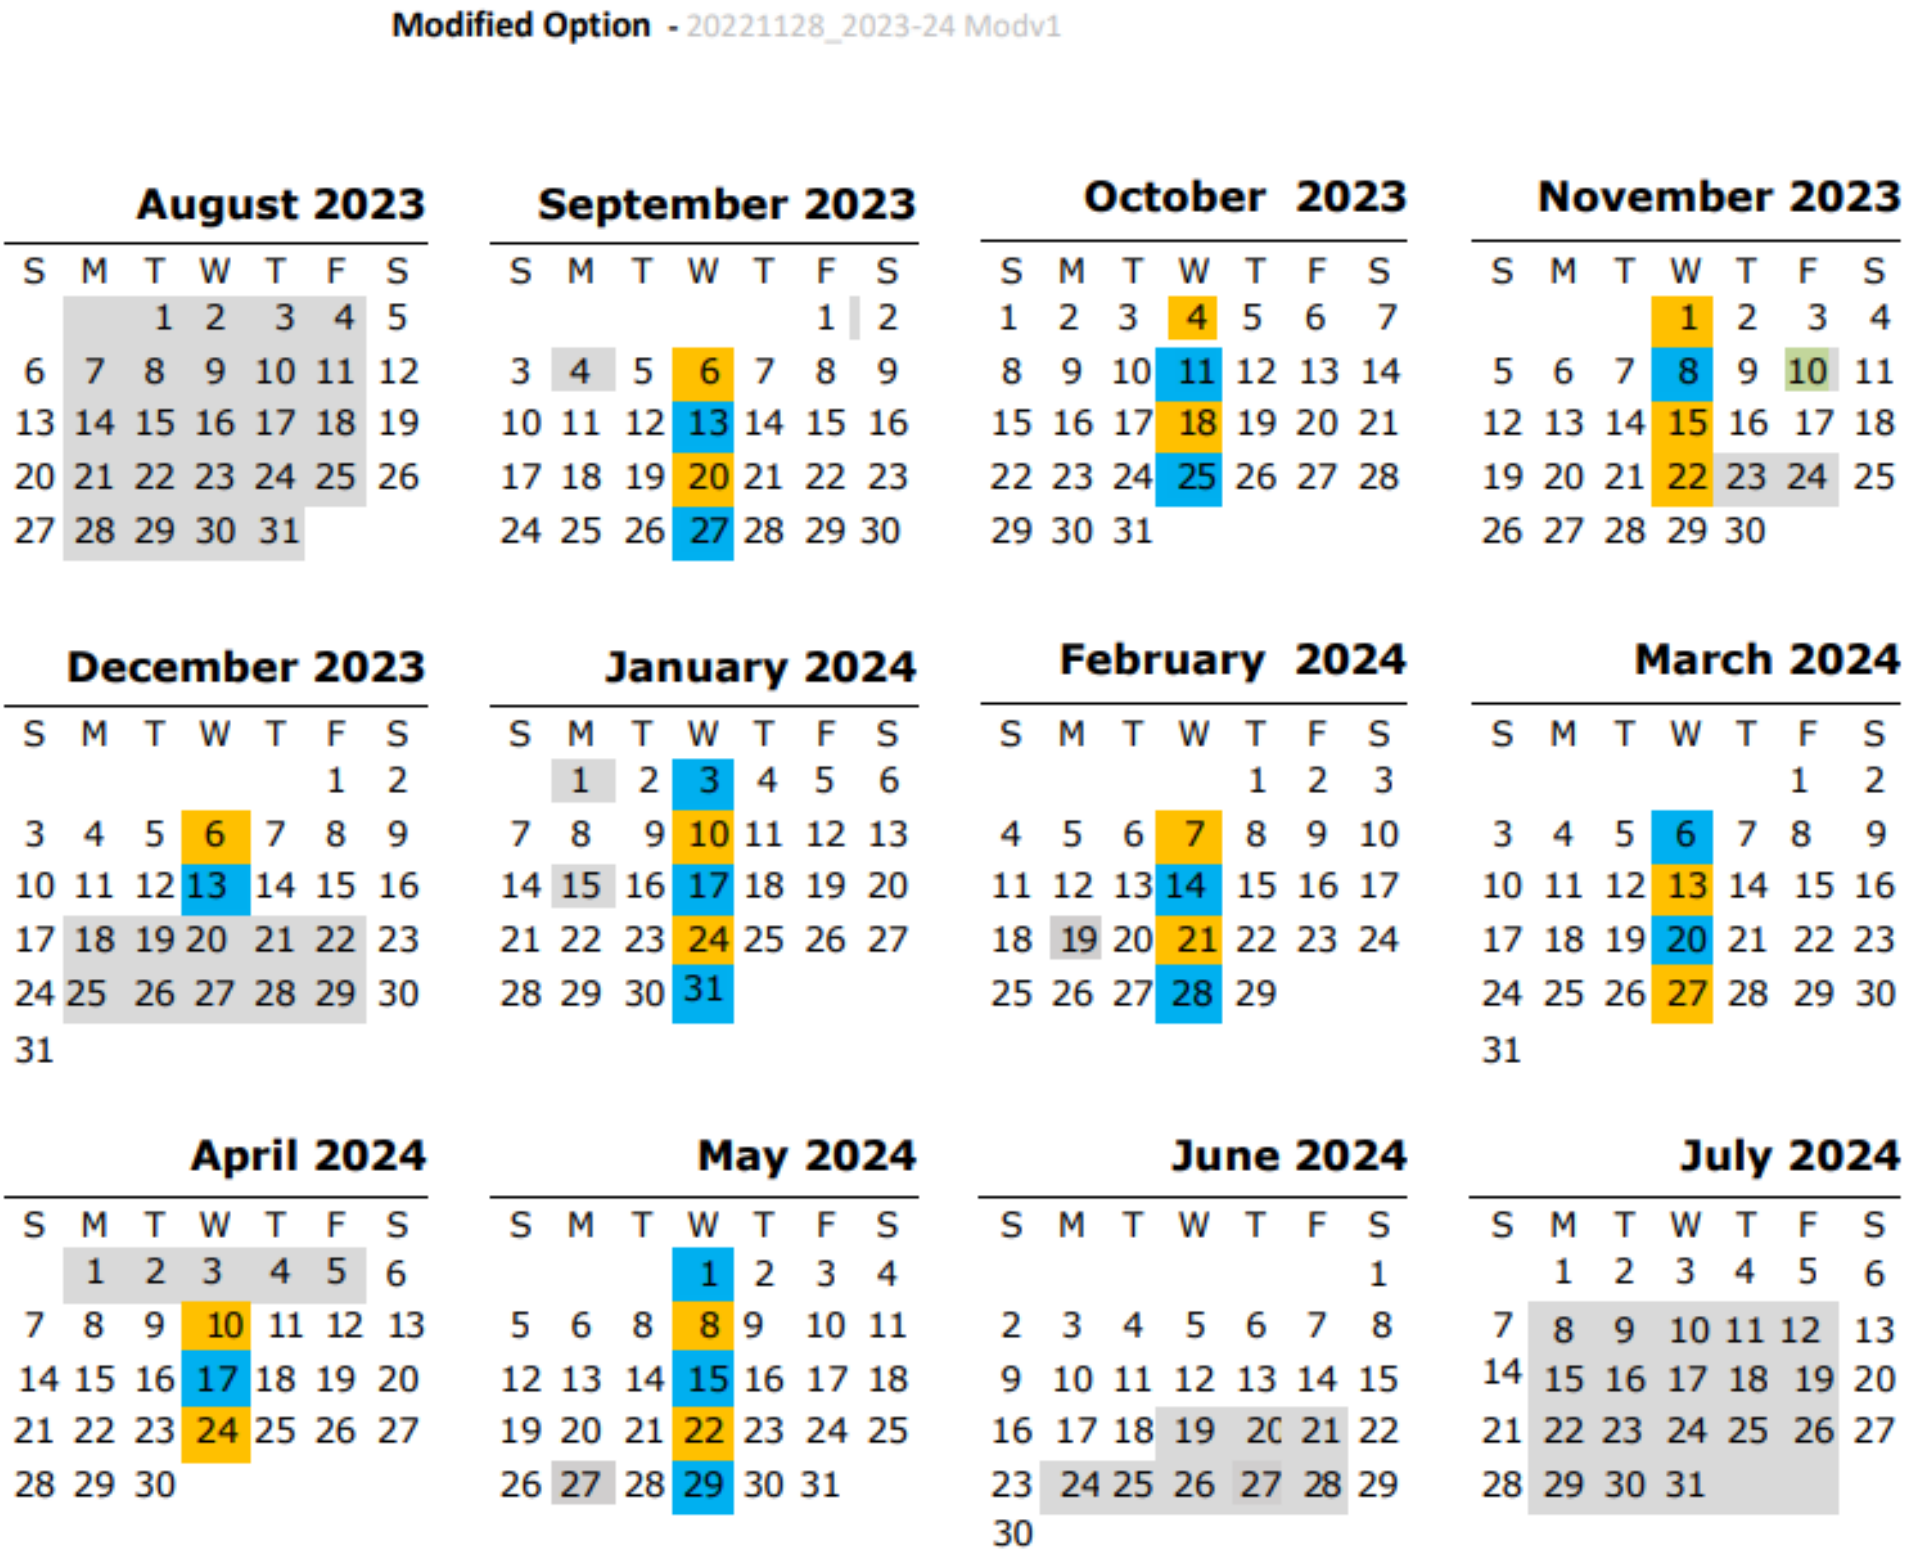 Modified Option - 20221128_2023-24 Modv1
August 2023
S M T W T F S
1 2 3 4 5
6 7 8 9 10 11 12
13 14 15 16 17 18 19
20 21 22 23 24 25 26
27 28 29 30 31
September 2023
S M T W T F S
1 2
3 4 5 6 7 8 9
10 11 12 13 14 15 16
17 18 19 20 21 22 23
24 25 26 27 28 29 30
October 2023
S M T W T F S
1 2 3 4 5 6 7
8 9 10 11 12 13 14
15 16 17 18 19 20 21
22 23 24 25 26 27 28
29 30 31
November 2023
S M T W T F S
1 2 3 4
5 6 7 8 9 10 11
12 13 14 15 16 17 18
19 20 21 22 23 24 25
26 27 28 29 30
December 2023
S M T W T F S
1 2
3 4 5 6 7 8 9
10 11 12 13 14 15 16
17 18 19 20 21 22 23
24 25 26 27 28 29 30
31
January 2024
S M T W T F S
1 2 3 4 5 6
7 8 9 10 11 12 13
14 15 16 17 18 19 20
21 22 23 24 25 26 27
28 29 30 31
February 2024
S M T W T F S
1 2 3
4 5 6 7 8 9 10
11 12 13 14 15 16 17
18 19 20 21 22 23 24
25 26 27 28 29
March 2024
S M T W T F S
1 2
3 4 5 6 7 8 9
10 11 12 13 14 15 16
17 18 19 20 21 22 23
24 25 26 27 28 29 30
31
April 2024
S M T W T F S
1 2 3 4 5 6
7 8 9 10 11 12 13
14 15 16 17 18 19 20
21 22 23 24 25 26 27
28 29 30
May 2024
S M T W T F S
1 2 3 4
5 6 8 8 9 10 11
12 13 14 15 16 17 18
19 20 21 22 23 24 25
26 27 28 29 30 31
June 2024
S M T W T F S
1
2 3 4 5 6 7 8
9 10 11 12 13 14 15
16 17 18 19 20 21 22
23 24 25 26 27 28 29
30
July 2024
S M T W T F S
1 2 3 4 5 6
7 8 9 10 11 12 13
14 15 16 17 18 19 20
21 22 23 24 25 26 27
28 29 30 31